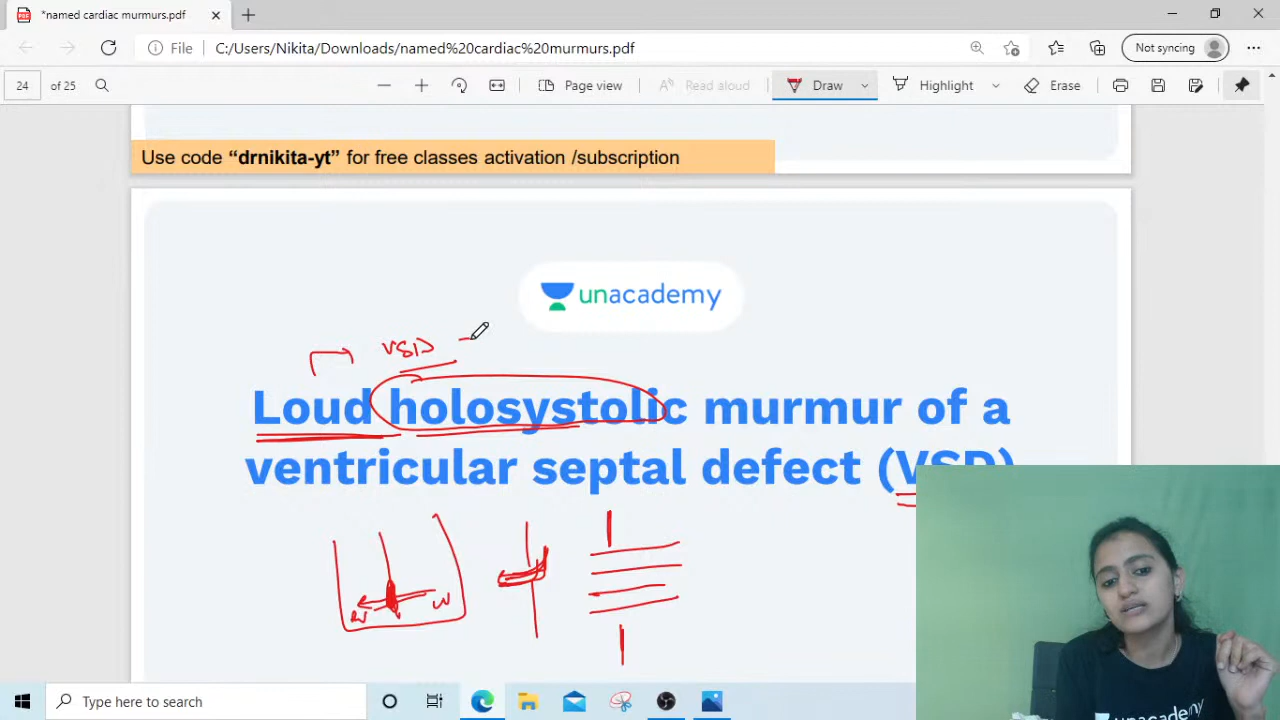 *named cardiac murmurs.pdf
File C:/Users/Nikita/Downloads/named%20cardiac%20murmurs.pdf
Not syncing
24 of 25
Page view
Read aloud
Draw
Highlight
Erase
Use code “drnikita-yt” for free classes activation /subscription
unacademy
VSD
Loud holosystolic murmur of a
ventricular septal defect (VSD)
unacademy
Type here to search